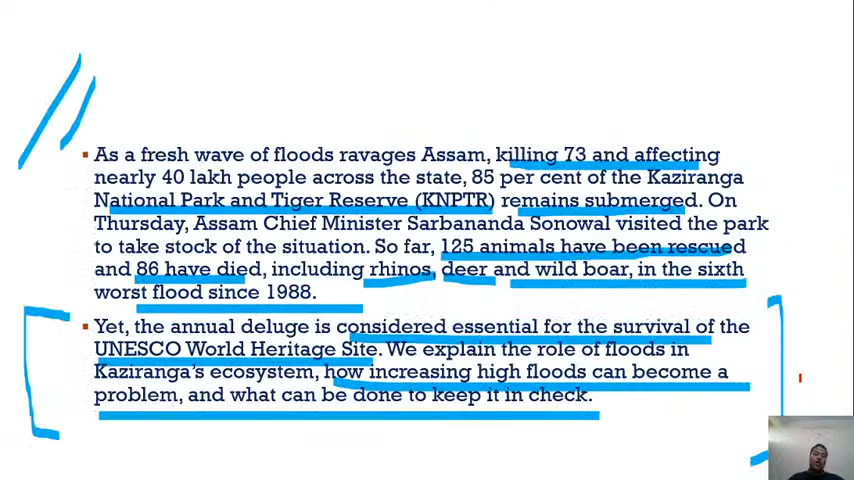 As a fresh wave of floods ravages Assam, killing 73 and affecting
nearly 40 lakh people across the state, 85 per cent of the Kaziranga
National Park and Tiger Reserve (KNPTR) remains submerged. On
Thursday, Assam Chief Minister Sarbananda Sonowal visited the park
to take stock of the situation. So far, 125 animals have been rescued
and 86 have died, including rhinos, deer and wild boar, in the sixth
worst flood since 1988.
Yet, the annual deluge is considered essential for the survival of the
UNESCO World Heritage Site. We explain the role of floods in
Kaziranga's ecosystem, how increasing high floods can become a
problem, and what can be done to keep it in check.